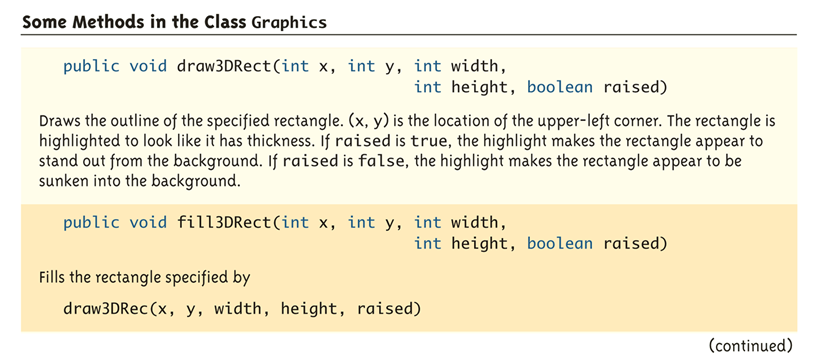 Some Methods in the Class Graphics
public void draw3DRect(int x, int y, int width,
int height, boolean raised)
Draws the outline of the specified rectangle. (x, y) is the location of the upper-left corner. The rectangle is
highlighted to look like it has thickness. If raised is true, the highlight makes the rectangle appear to
stand out from the background. If raised is false, the highlight makes the rectangle appear to be
sunken into the background.
public void fill3DRect(int x, int y, int width,
int height, boolean raised)
Fills the rectangle specified by
draw3DRec(x, y, width, height, raised)
(continued)